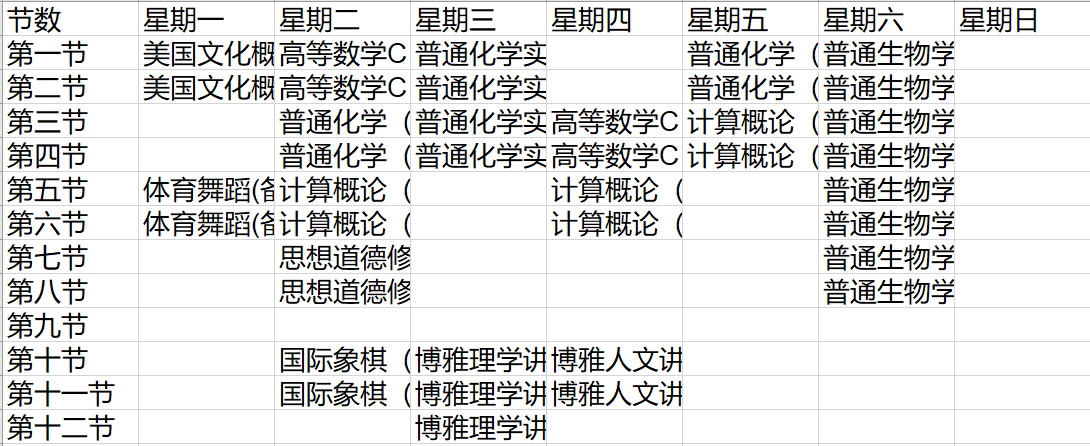 节数 星期一 星期二 星期三 星期四 星期五 星期六 星期日
第一节 美国文化概 高等数学C 普通化学实 普通化学（ 普通生物学
第二节 美国文化概 高等数学C 普通化学实 普通化学（ 普通生物学
第三节 普通化学（ 普通化学实 高等数学C 计算概论（ 普通生物学
第四节 普通化学（ 普通化学实 高等数学C 计算概论（ 普通生物学
第五节 体育舞蹈(备 计算概论（ 计算概论（ 普通生物学
第六节 体育舞蹈(备 计算概论（ 计算概论（ 普通生物学
第七节 思想道德修 普通生物学
第八节 思想道德修 普通生物学
第九节
第十节 国际象棋（ 博雅理学讲 博雅人文讲
第十一节 国际象棋（ 博雅理学讲 博雅人文讲
第十二节 博雅理学讲